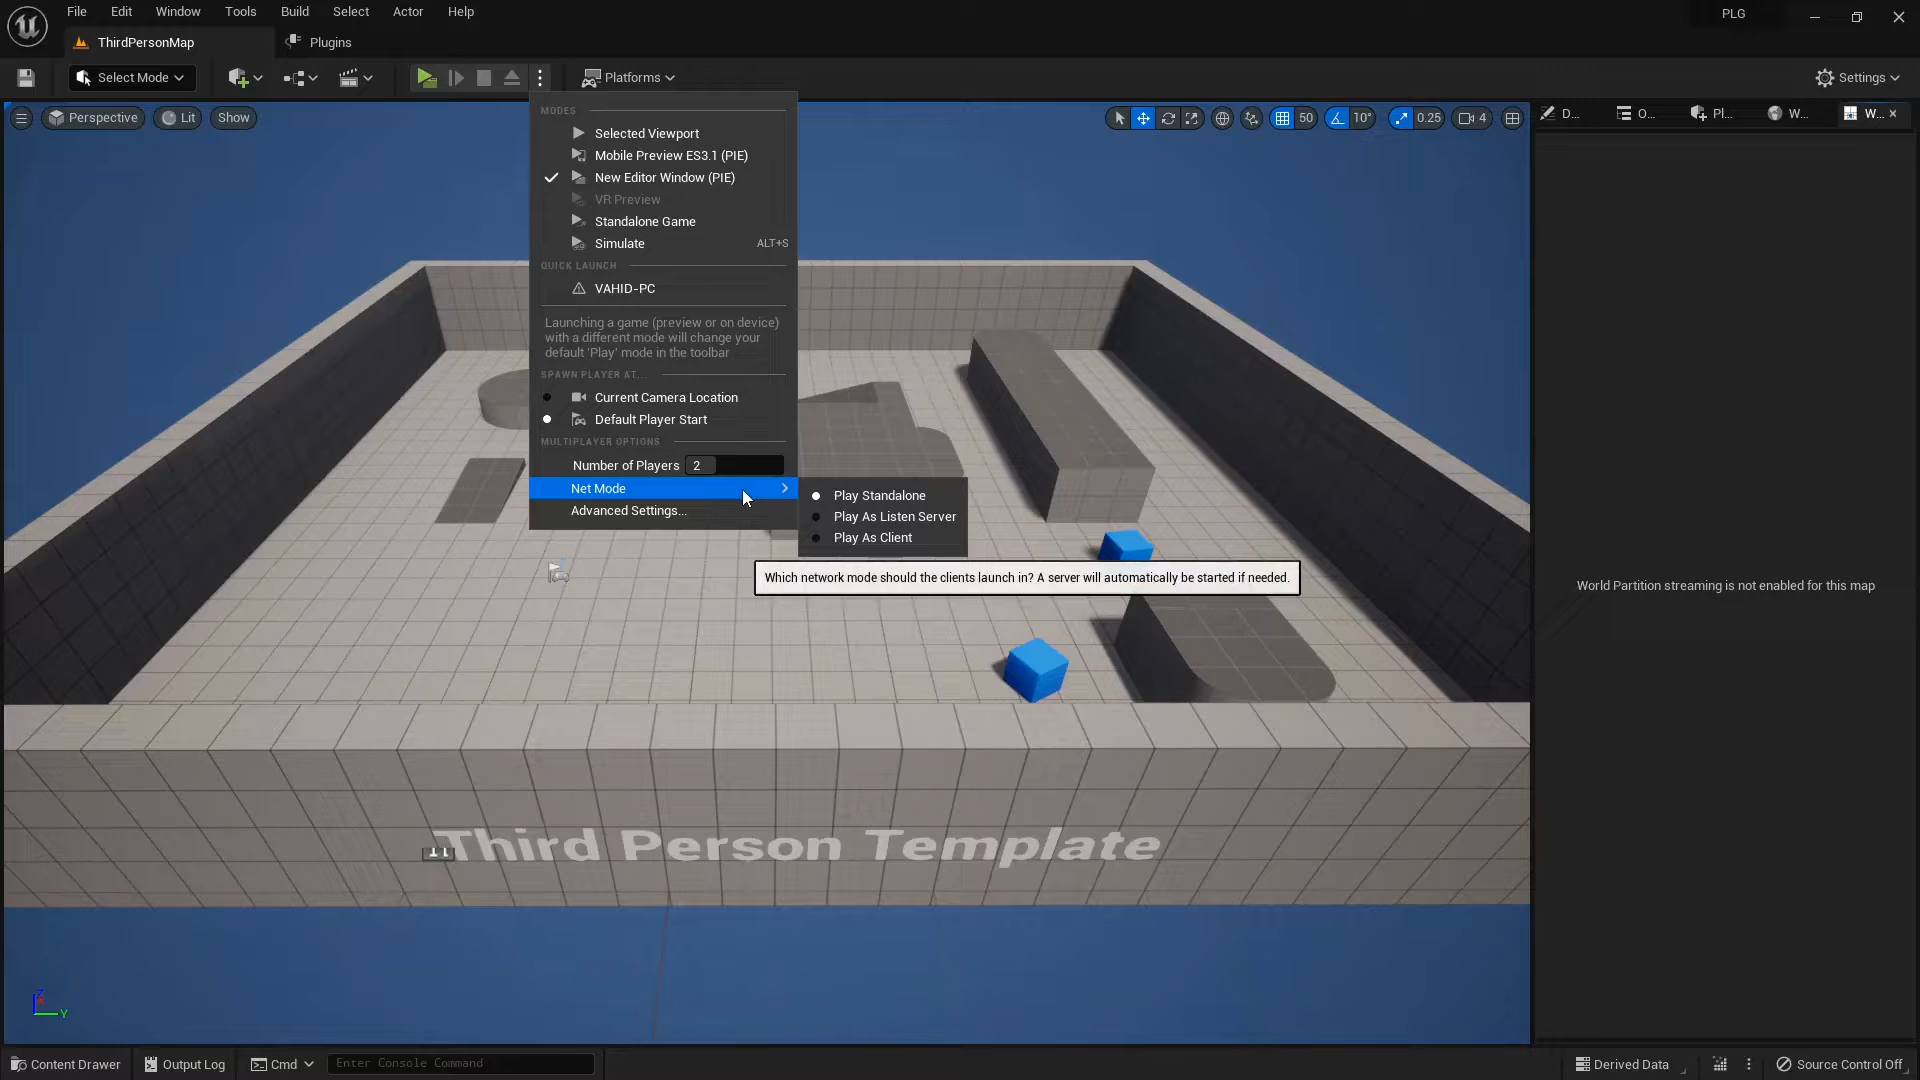 File Edit Window Tools Build Select Actor Help
PLG
ThirdPersonMap
Plugins
Select Mode
Platforms
Settings
Perspective
Lit
Show
50
10°
0.25
4
D...
O...
Pl...
W...
W...
MODES
Selected Viewport
Mobile Preview ES3.1 (PIE)
New Editor Window (PIE)
VR Preview
Standalone Game
Simulate ALT+S
QUICK LAUNCH
VAHID-PC
Launching a game (preview or on device)
with a different mode will change your
default 'Play' mode in the toolbar
SPAWN PLAYER AT...
Current Camera Location
Default Player Start
MULTIPLAYER OPTIONS
Number of Players 2
Net Mode
Advanced Settings...
Play Standalone
Play As Listen Server
Play As Client
Which network mode should the clients launch in? A server will automatically be started if needed.
World Partition streaming is not enabled for this map
Third Person Template
Z
Y
Content Drawer
Output Log
Cmd
Enter Console Command
Derived Data
Source Control Off